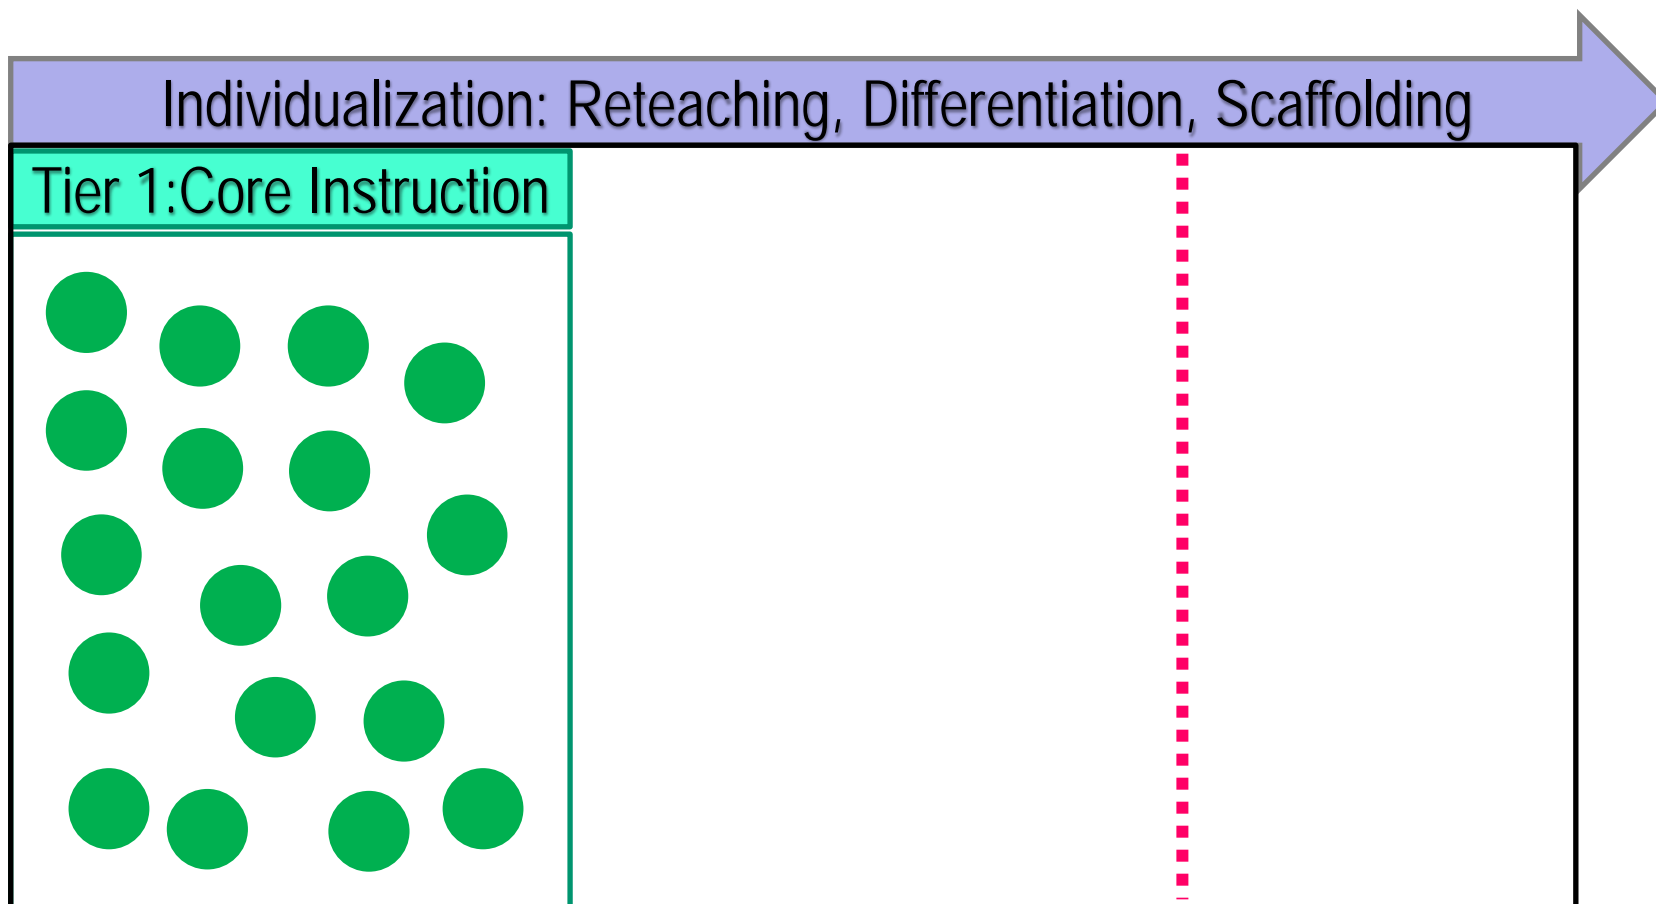 Individualization: Reteaching, Differentiation, Scaffolding
Tier 1:Core Instruction